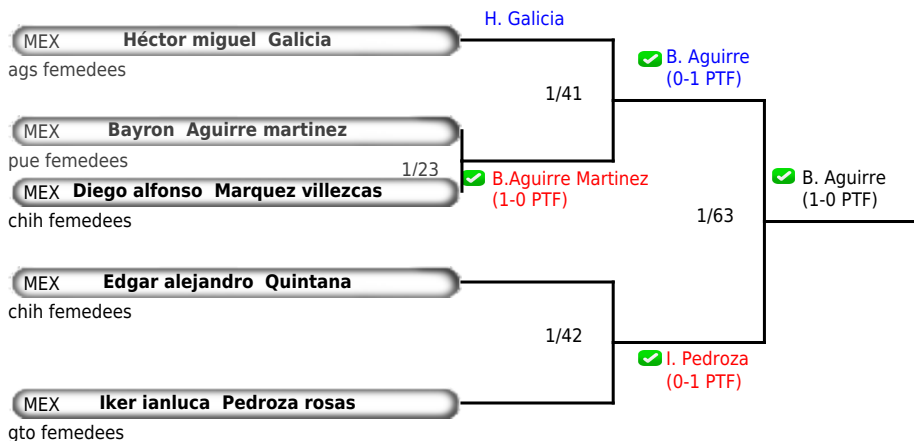 H. Galicia
MEX Héctor miguel Galicia
ags femedees
B. Aguirre
(0-1 PTF)
1/41
MEX Bayron Aguirre martinez
pue femedees
1/23
B.Aguirre Martinez
(1-0 PTF)
B. Aguirre
(1-0 PTF)
MEX Diego alfonso Marquez villezcas
chih femedees
1/63
MEX Edgar alejandro Quintana
chih femedees
1/42
I. Pedroza
(0-1 PTF)
MEX Iker ianluca Pedroza rosas
gto femedees